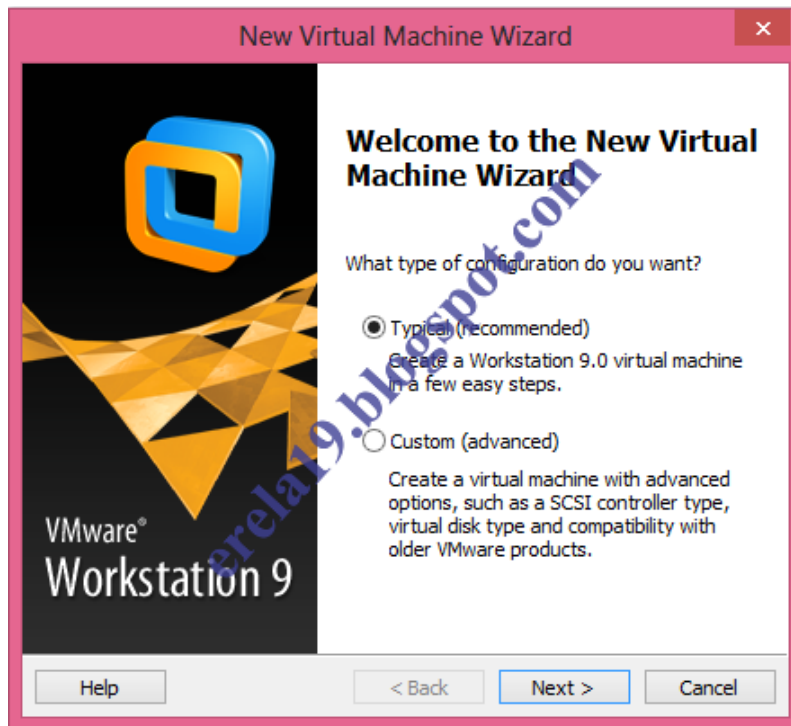 New Virtual Machine Wizard
Welcome to the New Virtual
Machine Wizard
What type of configuration do you want?
Typical (recommended)
Create a Workstation 9.0 virtual machine
in a few easy steps.
Custom (advanced)
Create a virtual machine with advanced
options, such as a SCSI controller type,
virtual disk type and compatibility with
older VMware products.
VMware®
Workstation 9
erela19.blogspot.com
Help
< Back
Next >
Cancel